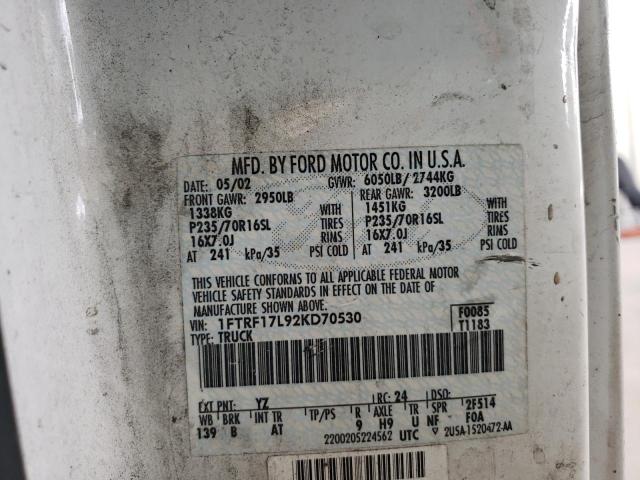 MFD. BY FORD MOTOR CO. IN U.S.A.
DATE: 05/02 GVWR: 6050LB/ 2744KG
FRONT GAWR: 2950LB REAR GAWR: 3200LB
1338KG WITH 1451KG WITH
P235/70R16SL TIRES P235/70R16SL TIRES
16X7.0J RIMS 16X7.0J RIMS
AT 241 kPa/35 PSI COLD AT 241 kPa/35 PSI COLD
THIS VEHICLE CONFORMS TO ALL APPLICABLE FEDERAL MOTOR
VEHICLE SAFETY STANDARDS IN EFFECT ON THE DATE OF
MANUFACTURE SHOWN ABOVE.
VIN: 1FTRF17L92KD70530 F0085
TYPE: TRUCK T1183
EXT PNT: YZ RC: 24 DSO:
WB BRK INT TR TP/PS R AXLE TR SPR 2F514
139 B AT 9 H9 U NF F0A
2200205224562 UTC 2USA-1520472-AA